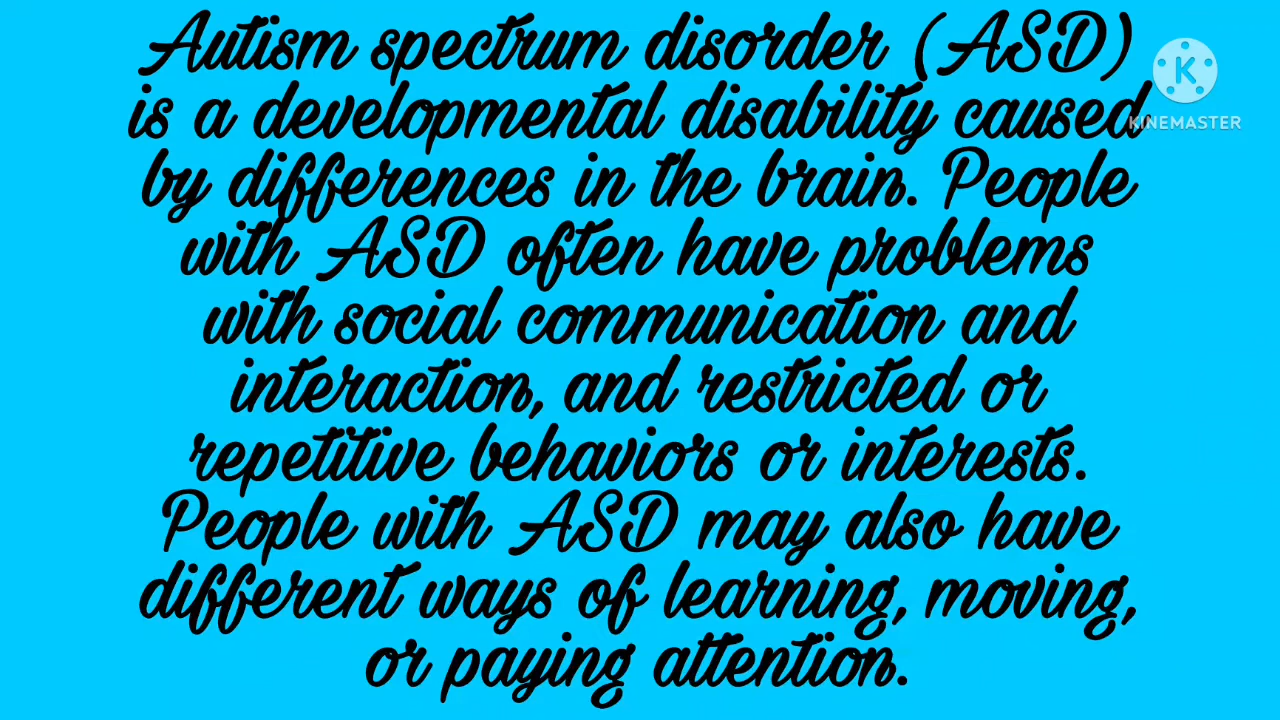 Autism spectrum disorder (ASD)
is a developmental disability caused
by differences in the brain. People
with ASD often have problems
with social communication and
interaction, and restricted or
repetitive behaviors or interests.
People with ASD may also have
different ways of learning, moving,
or paying attention.
K
KINEMASTER